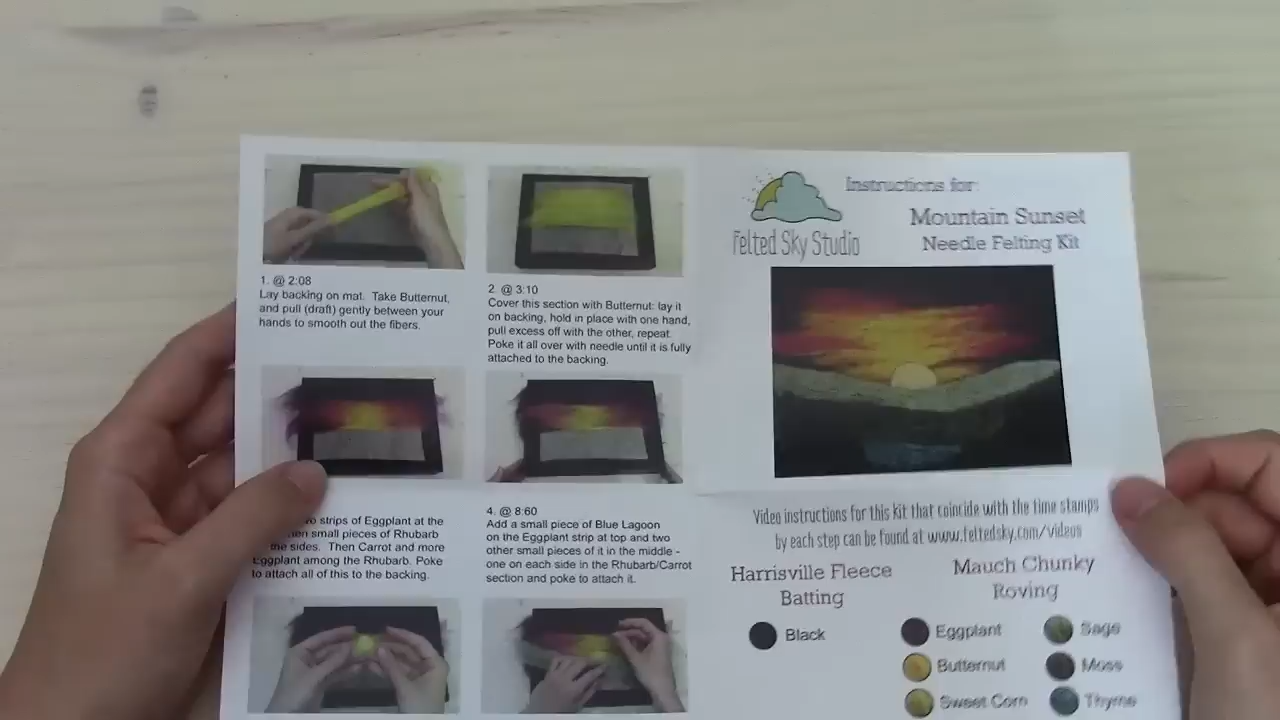 1. @ 2:08
Lay backing on mat. Take Butternut,
and pull (draft) gently between your
hands to smooth out the fibers.
2. @ 3:10
Cover this section with Butternut: lay it
on backing, hold in place with one hand,
pull excess off with the other, repeat.
Poke it all over with needle until it is fully
attached to the backing.
strips of Eggplant at the
small pieces of Rhubarb
the sides. Then Carrot and more
Eggplant among the Rhubarb. Poke
to attach all of this to the backing.
4. @ 8:60
Add a small piece of Blue Lagoon
on the Eggplant strip at top and two
other small pieces of it in the middle -
one on each side in the Rhubarb/Carrot
section and poke to attach it.
Felted Sky Studio
Instructions for:
Mountain Sunset
Needle Felting Kit
Video instructions for this kit that coincide with the time stamps
by each step can be found at www.feltedsky.com/videos
Harrisville Fleece
Batting
Black
Mauch Chunky
Roving
Eggplant
Butternut
Sweet Corn
Sage
Moss
Thyme